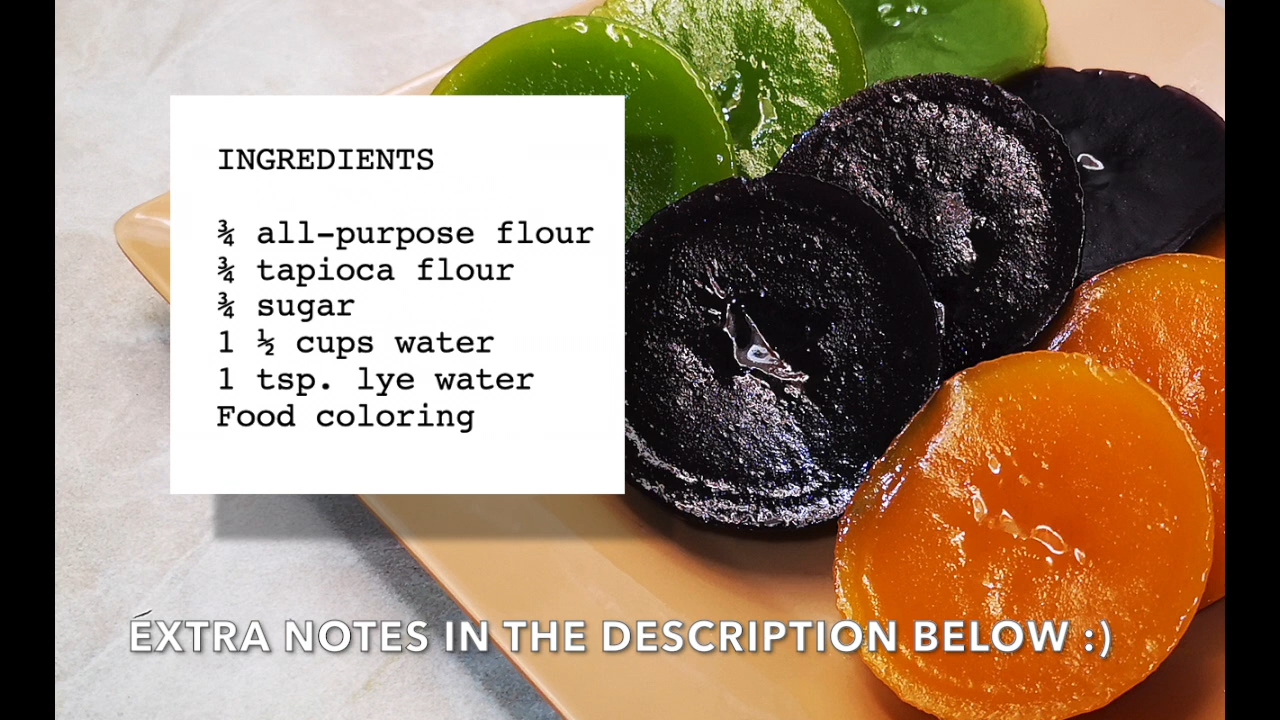 INGREDIENTS
¾ all-purpose flour
¾ tapioca flour
¾ sugar
1 ½ cups water
1 tsp. lye water
Food coloring
ÉXTRA NOTES IN THE DESCRIPTION BELOW :)